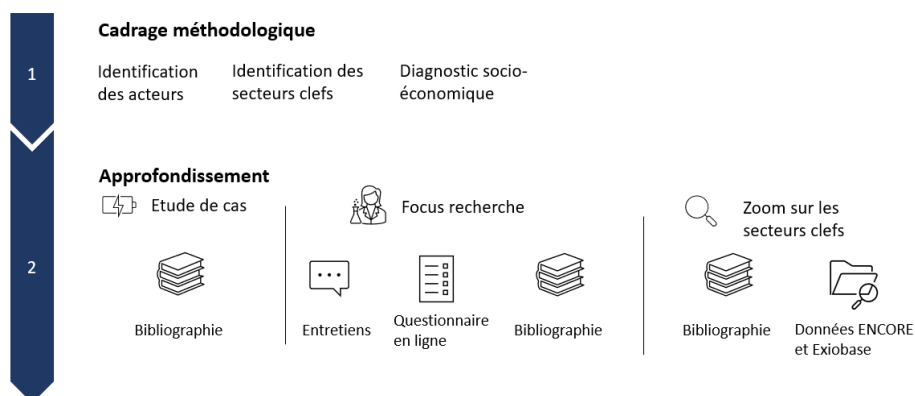 1
Cadrage méthodologique
Identification
des acteurs
Identification des
secteurs clefs
Diagnostic socio-
économique
2
Approfondissement
Etude de cas
Bibliographie
Focus recherche
Entretiens
Questionnaire
en ligne
Bibliographie
Zoom sur les
secteurs clefs
Bibliographie
Données ENCORE
et Exiobase